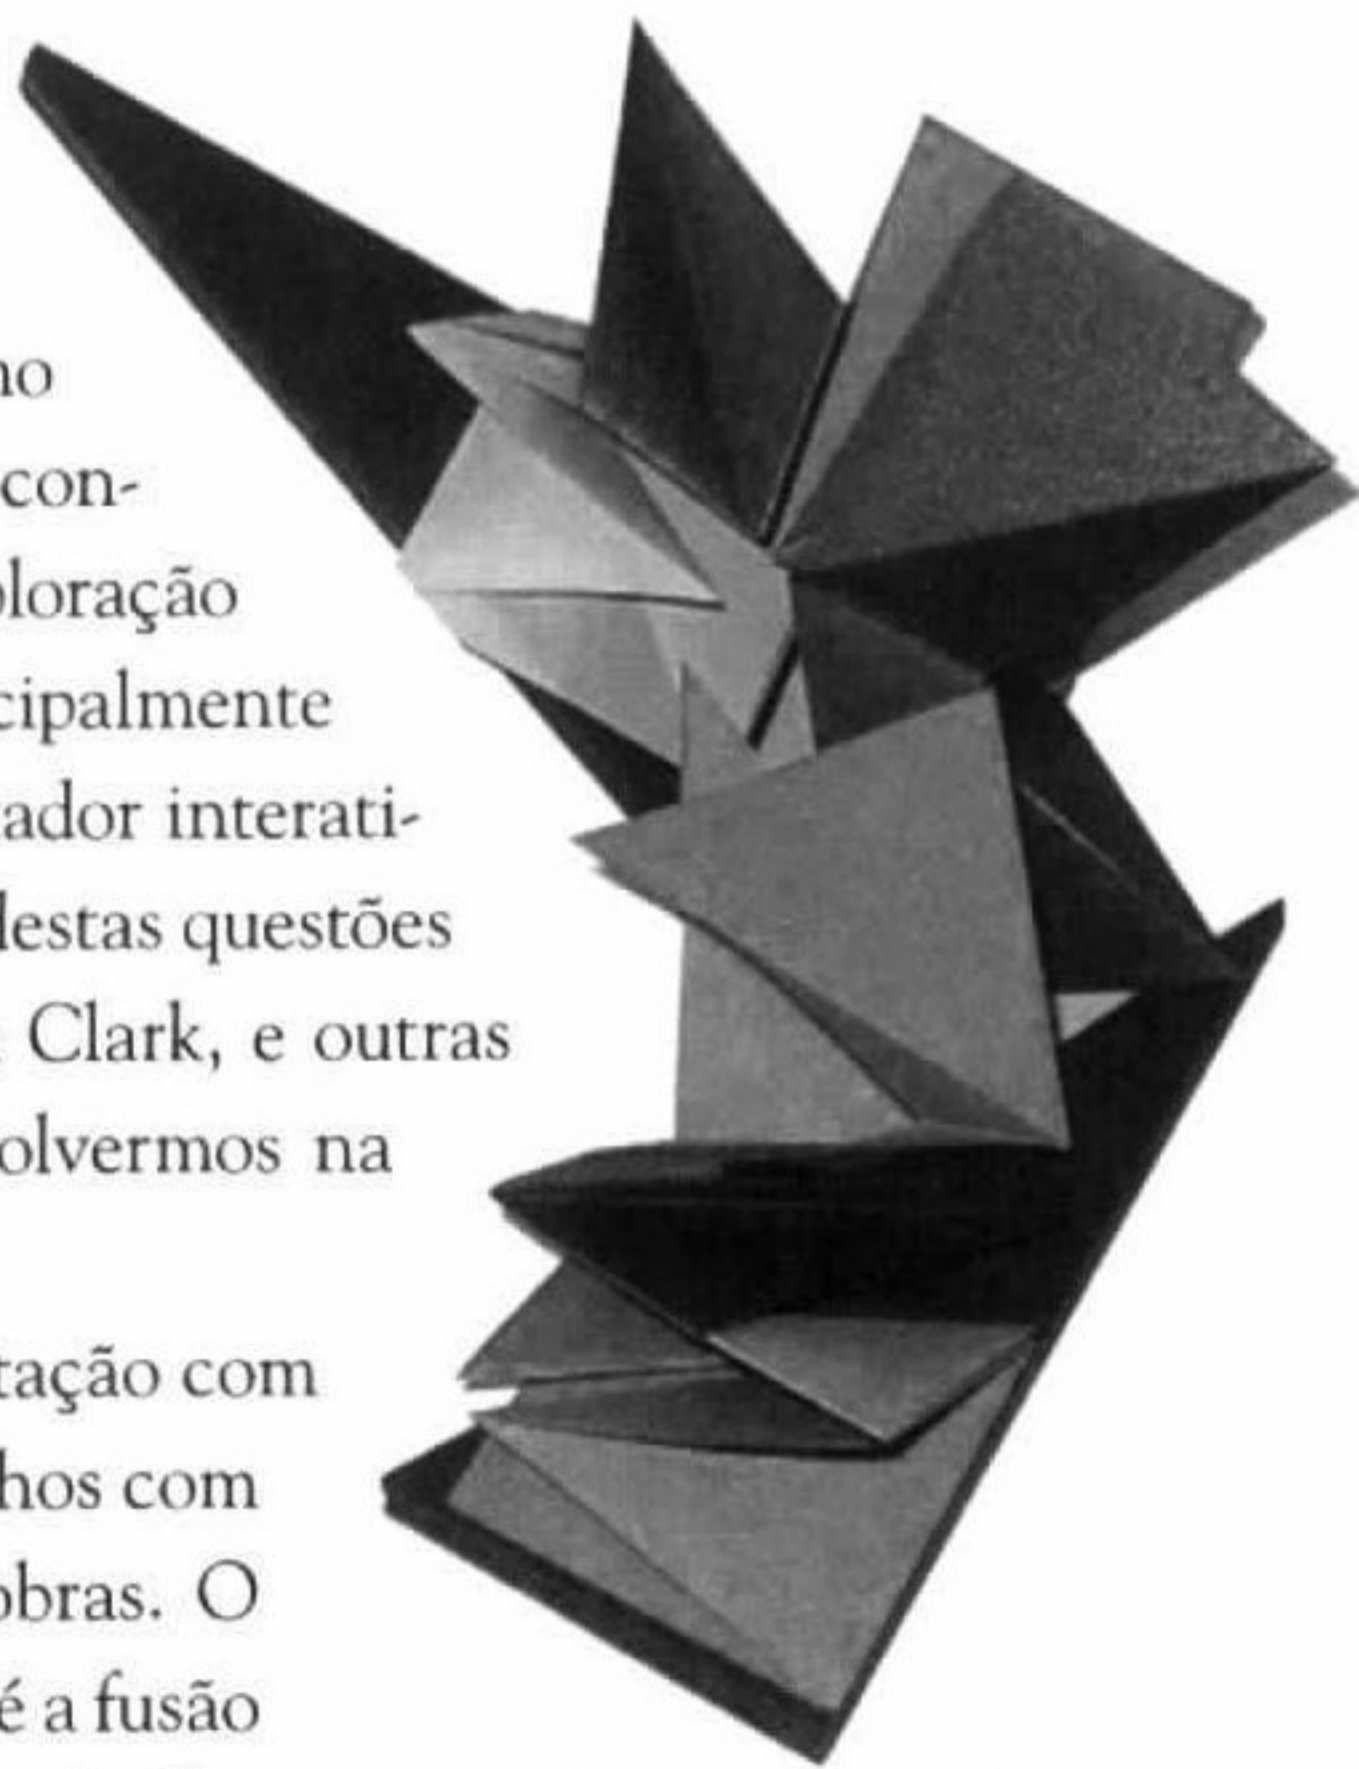 no
con-
loração
cipalmente
ador interati-
destas questões
Clark, e outras
olvermos na
tação com
hos com
obras. O
é a fusão